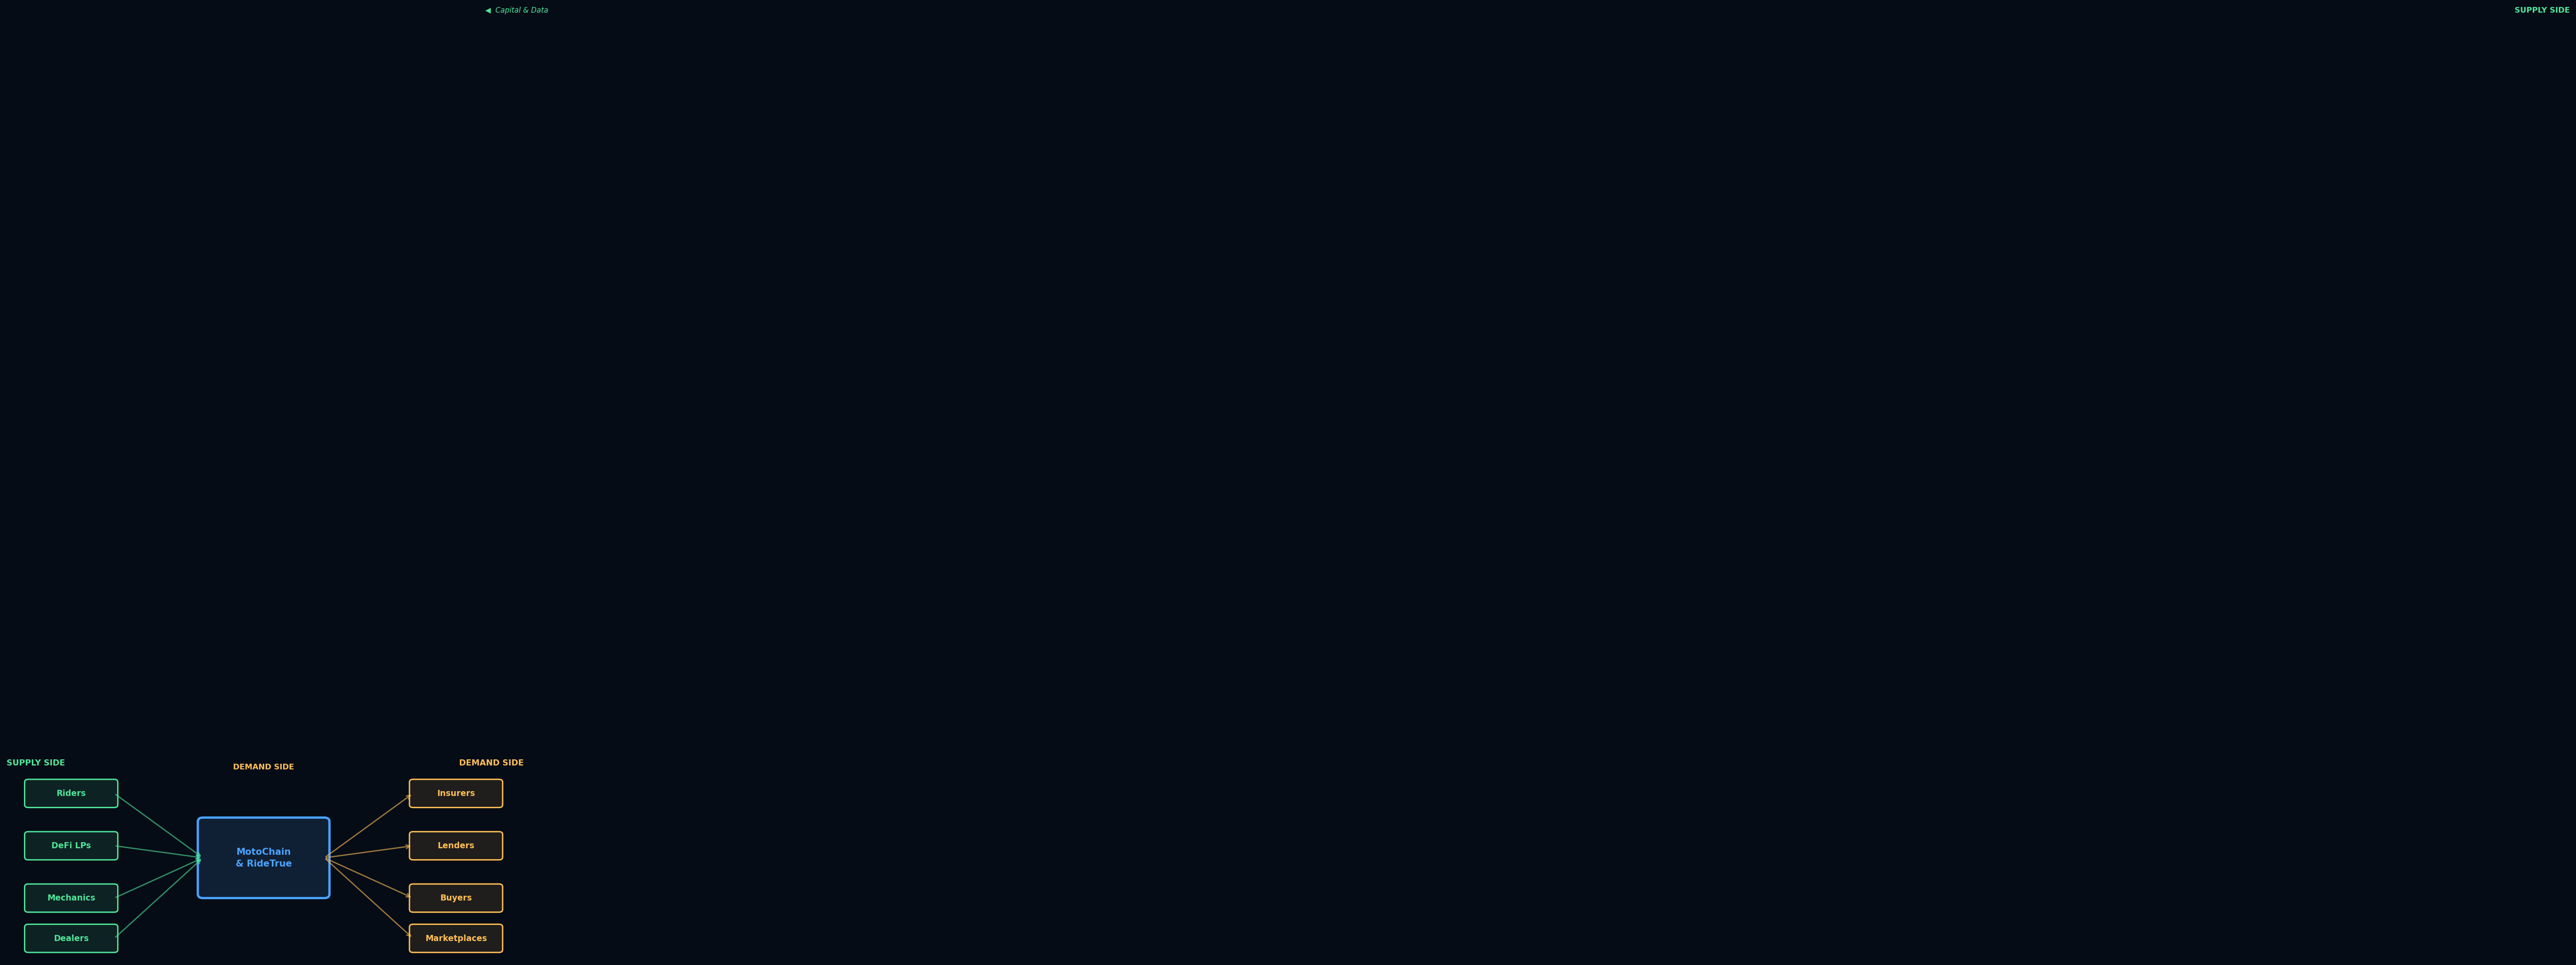 ◀ Capital & Data
SUPPLY SIDE
SUPPLY SIDE
DEMAND SIDE
DEMAND SIDE
Riders
DeFi LPs
Mechanics
Dealers
MotoChain
& RideTrue
Insurers
Lenders
Buyers
Marketplaces